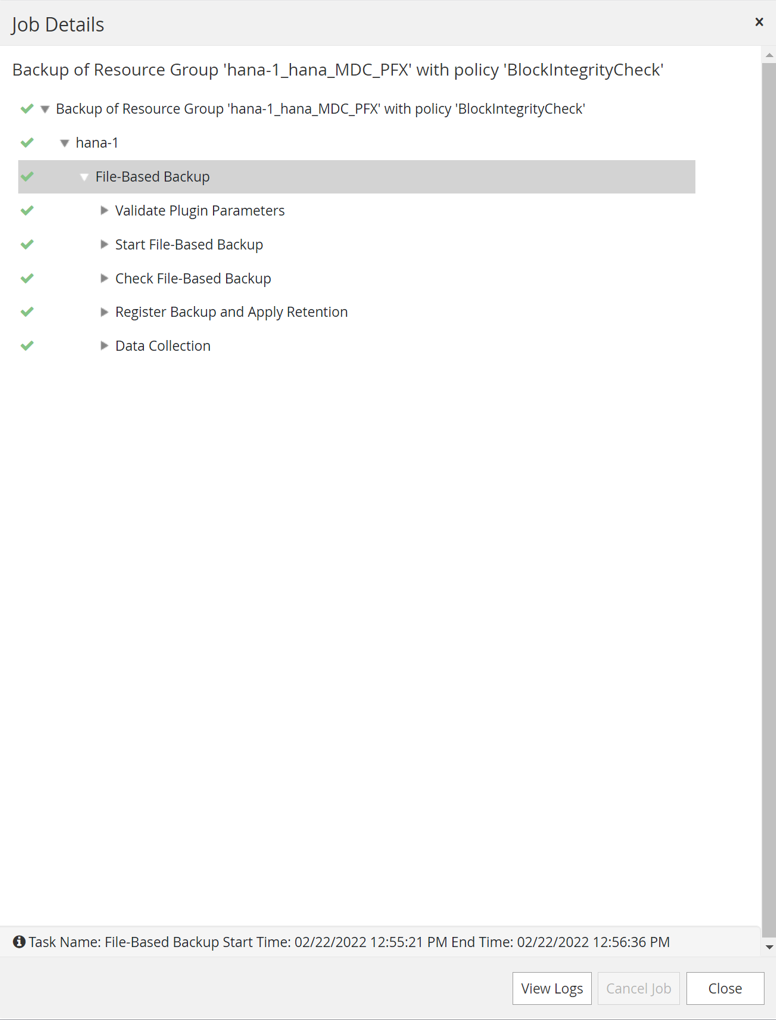 Job Details
Backup of Resource Group 'hana-1_hana_MDC_PFX' with policy 'BlockIntegrityCheck'
Backup of Resource Group 'hana-1_hana_MDC_PFX' with policy 'BlockIntegrityCheck'
hana-1
File-Based Backup
Validate Plugin Parameters
Start File-Based Backup
Check File-Based Backup
Register Backup and Apply Retention
Data Collection
Task Name: File-Based Backup Start Time: 02/22/2022 12:55:21 PM End Time: 02/22/2022 12:56:36 PM
View Logs Cancel Job Close